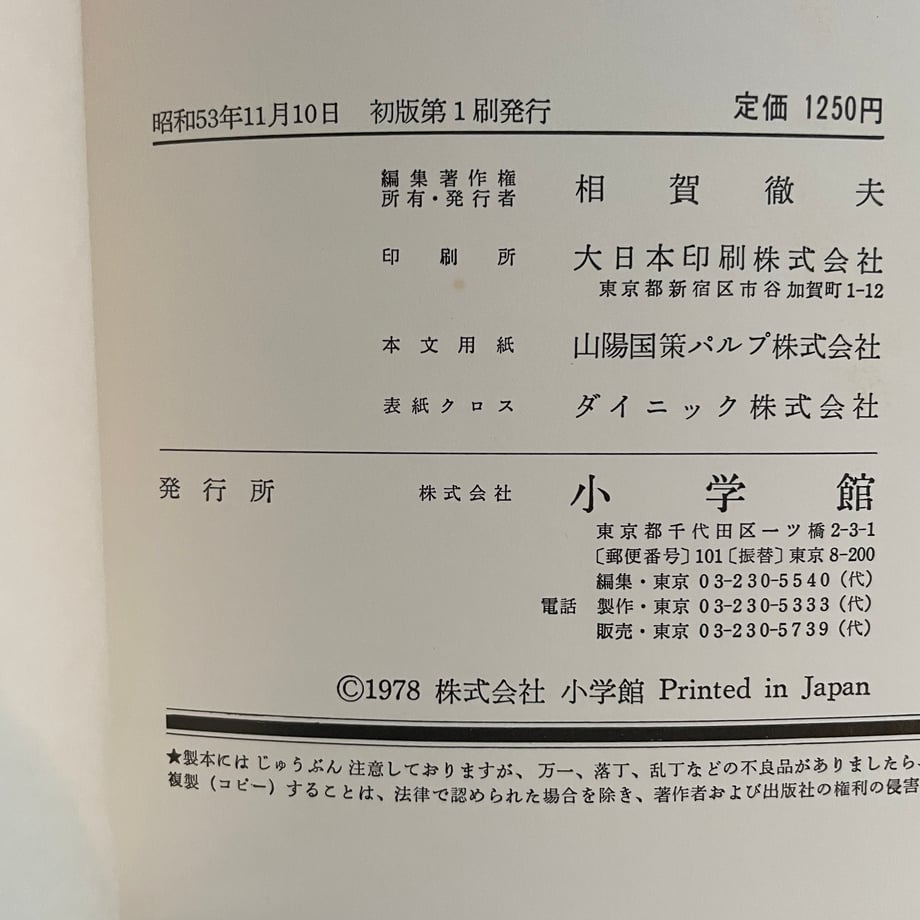 昭和53年11月10日　初版第1刷発行　定価 1250円
編集著作権
所有・発行者　相賀徹夫
印刷所　大日本印刷株式会社
東京都新宿区市谷加賀町1-12
本文用紙　山陽国策パルプ株式会社
表紙クロス　ダイニック株式会社
発行所　株式会社　小学館
東京都千代田区一ツ橋2-3-1
〔郵便番号〕101〔振替〕東京8-200
編集・東京 03-230-5540（代）
電話　製作・東京 03-230-5333（代）
販売・東京 03-230-5739（代）
©1978 株式会社 小学館 Printed in Japan
★製本にはじゅうぶん注意しておりますが、万一、落丁、乱丁などの不良品がありましたら、
複製（コピー）することは、法律で認められた場合を除き、著作者および出版社の権利の侵害